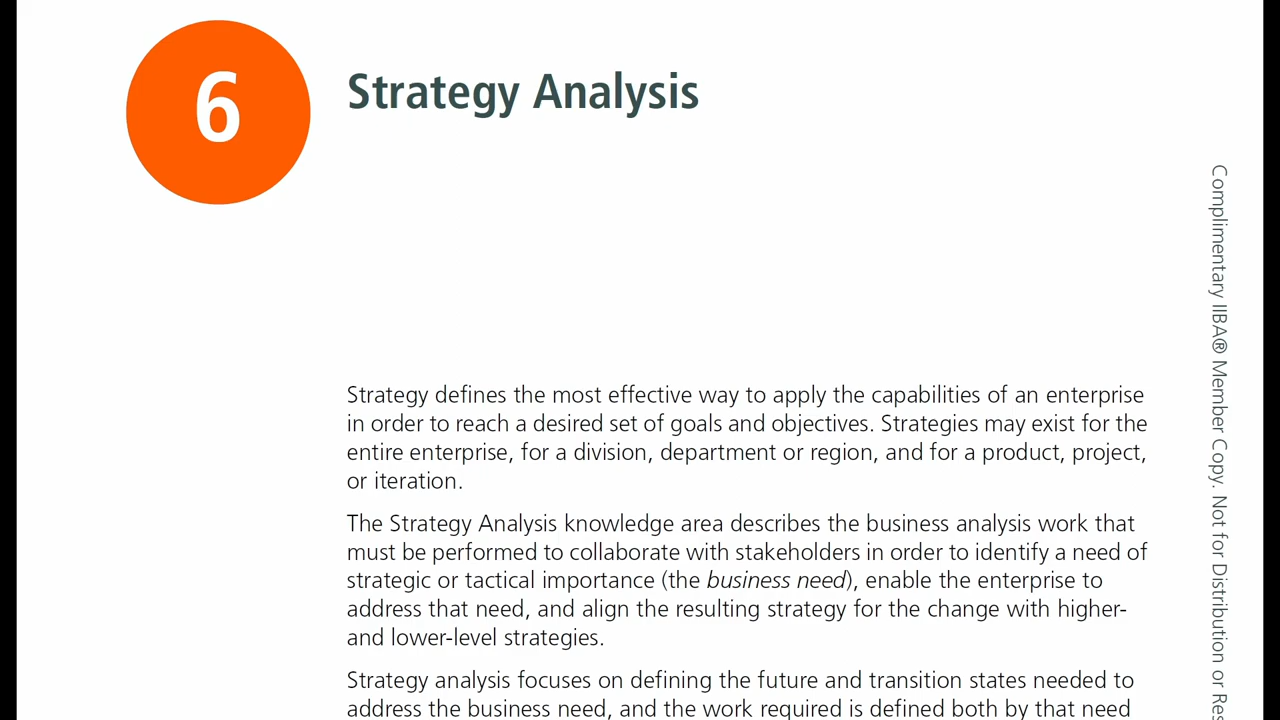 6
Strategy Analysis
Strategy defines the most effective way to apply the capabilities of an enterprise
in order to reach a desired set of goals and objectives. Strategies may exist for the
entire enterprise, for a division, department or region, and for a product, project,
or iteration.
The Strategy Analysis knowledge area describes the business analysis work that
must be performed to collaborate with stakeholders in order to identify a need of
strategic or tactical importance (the business need), enable the enterprise to
address that need, and align the resulting strategy for the change with higher-
and lower-level strategies.
Strategy analysis focuses on defining the future and transition states needed to
address the business need, and the work required is defined both by that need
Complimentary IIBA® Member Copy. Not for Distribution or Res